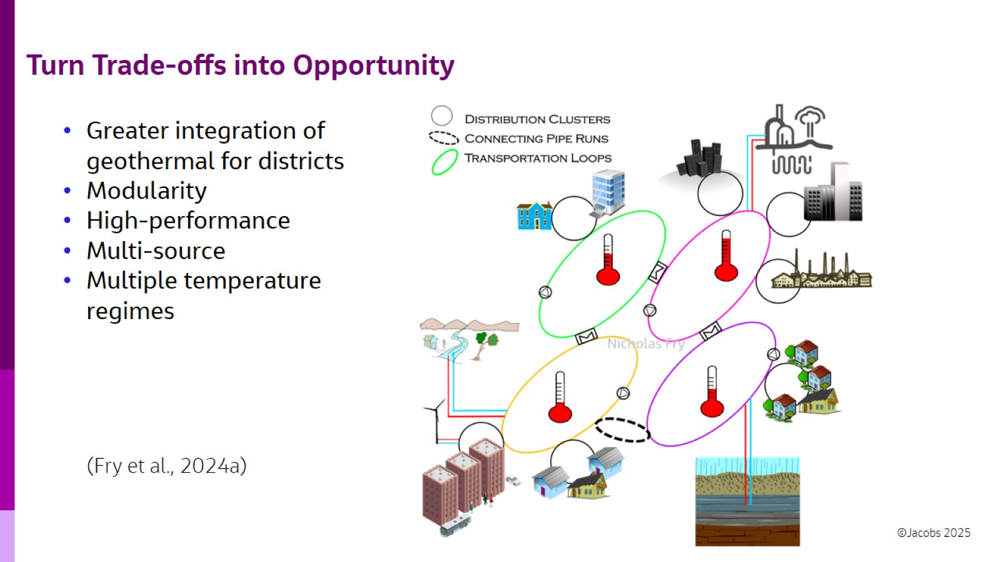 Turn Trade-offs into Opportunity
• Greater integration of
geothermal for districts
• Modularity
• High-performance
• Multi-source
• Multiple temperature
regimes
(Fry et al., 2024a)
DISTRIBUTION CLUSTERS
CONNECTING PIPE RUNS
TRANSPORTATION LOOPS
Nicholas Fry
©Jacobs 2025